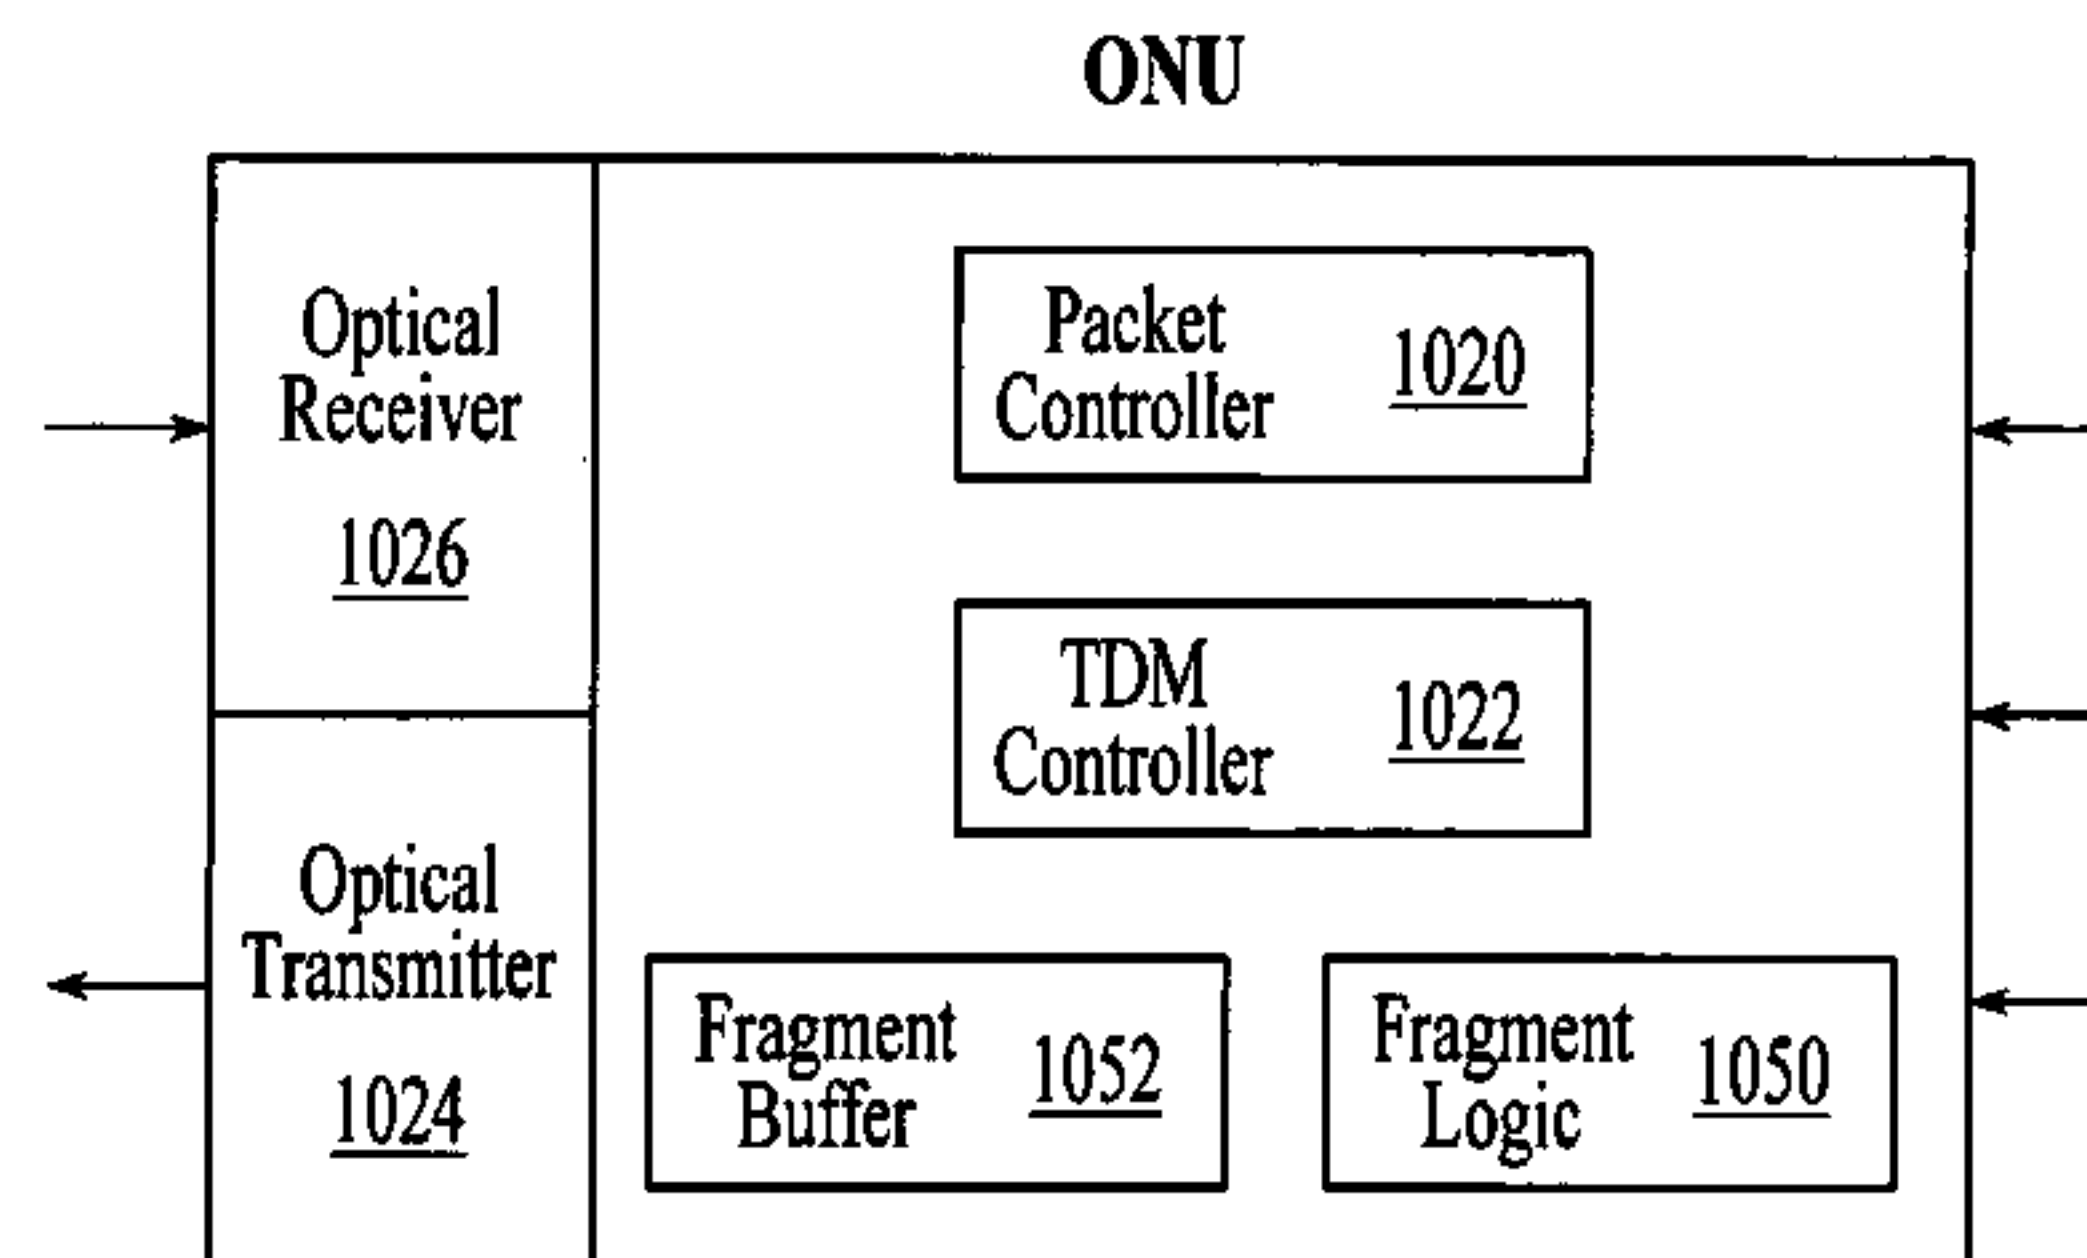 ONU
Optical
Receiver
1026
Packet
Controller
1020
TDM
Controller
1022
Optical
Transmitter
1024
Fragment
Buffer
1052
Fragment
Logic
1050